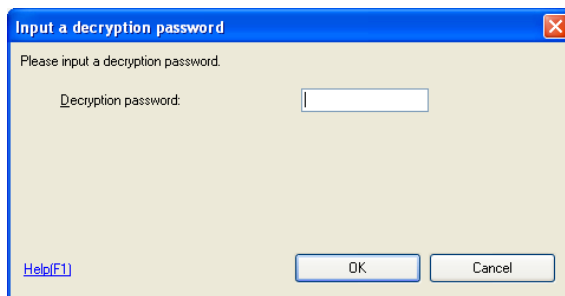 Input a decryption password
Please input a decryption password.
Decryption password:
Help(F1)
OK
Cancel